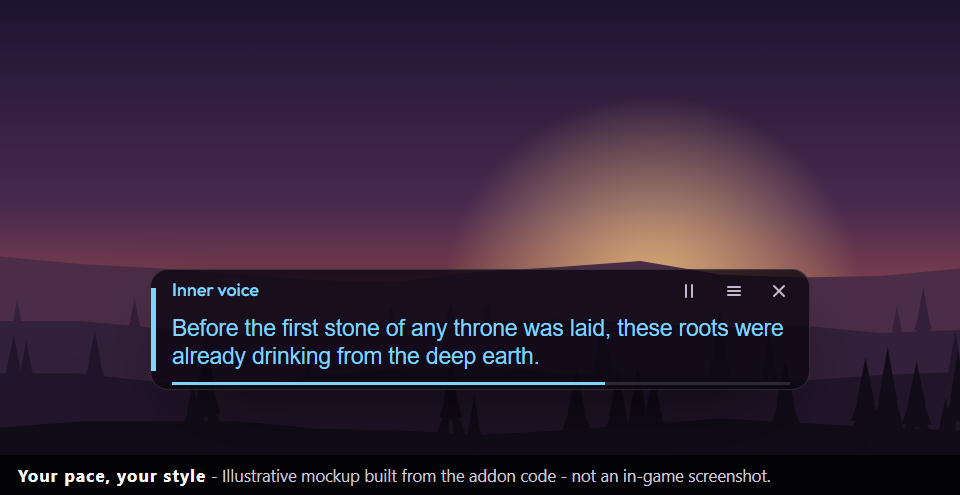 Inner voice
Before the first stone of any throne was laid, these roots were
already drinking from the deep earth.
Your pace, your style - Illustrative mockup built from the addon code - not an in-game screenshot.